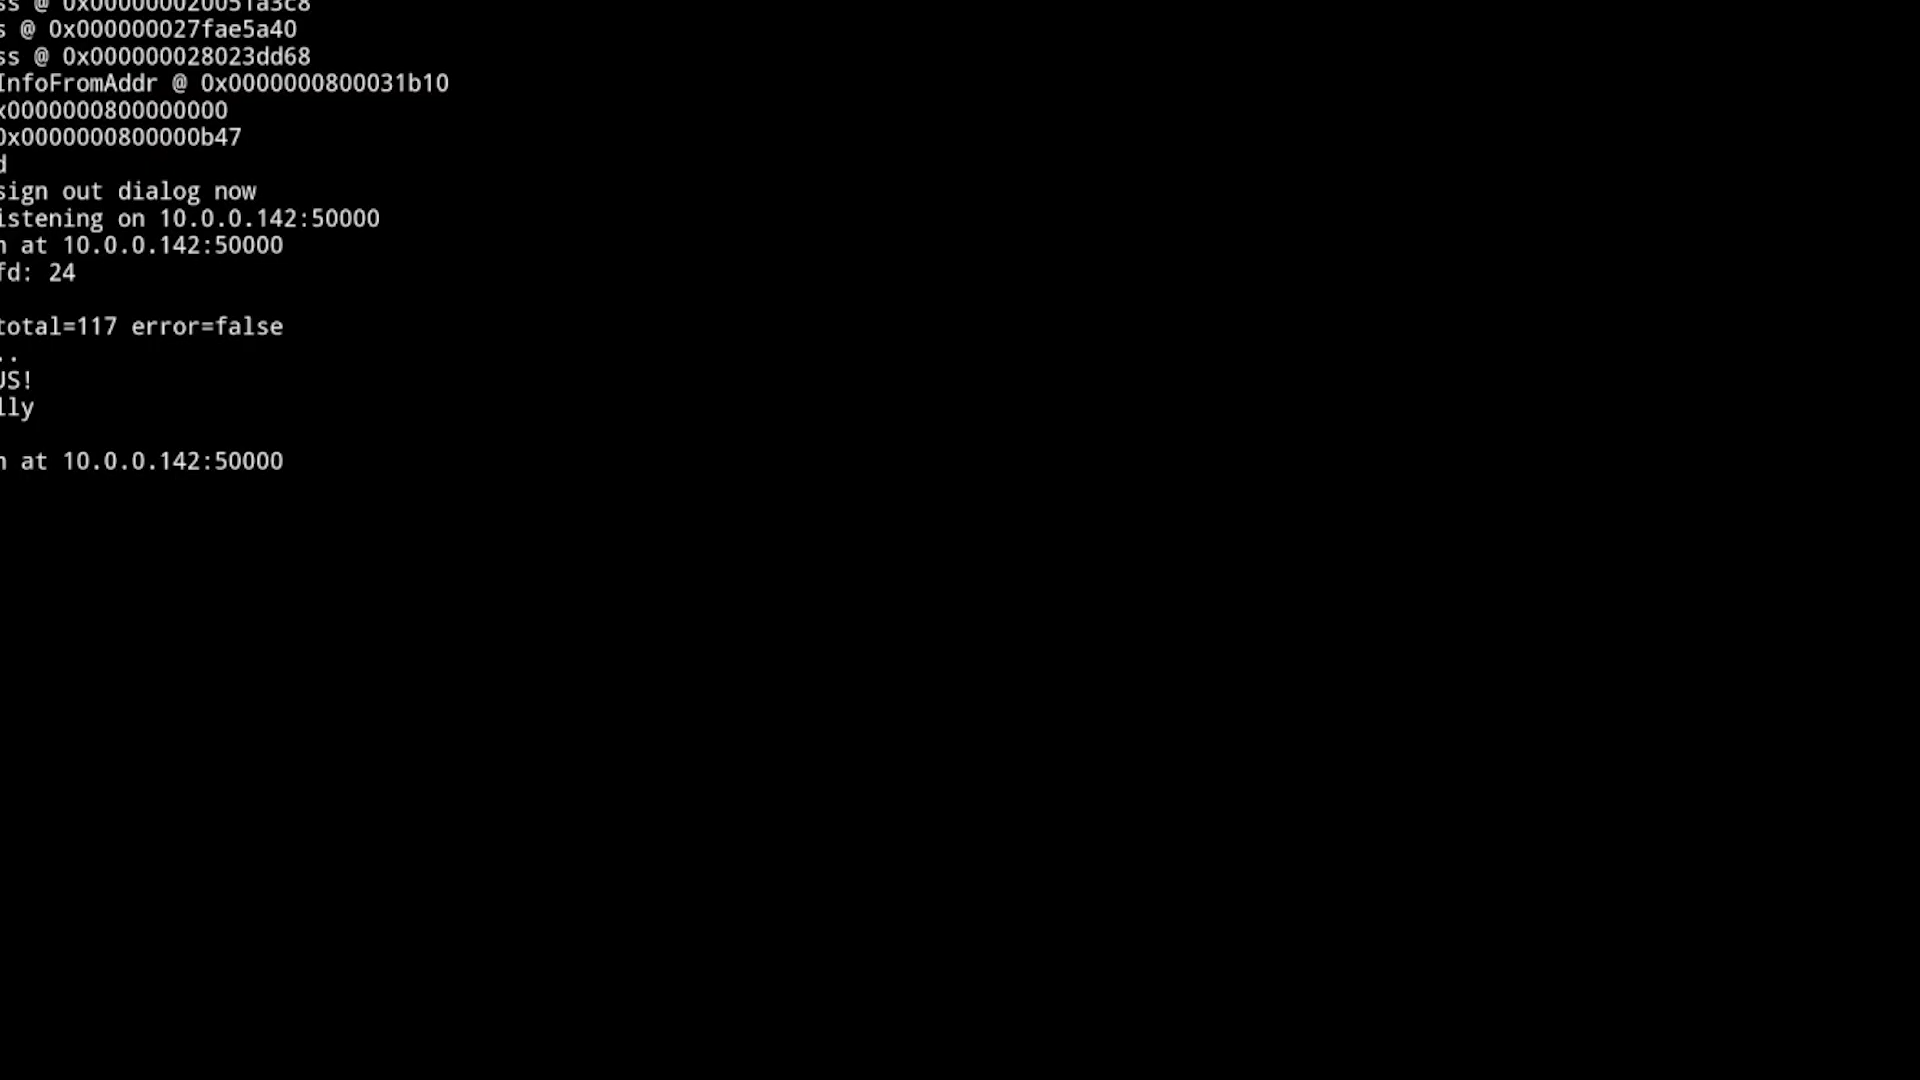 ss @ 0x000000020051a3c8
s @ 0x000000027fae5a40
ss @ 0x000000028023dd68
InfoFromAddr @ 0x0000000800031b10
x0000000800000000
0x0000000800000b47
d
sign out dialog now
istening on 10.0.0.142:50000
n at 10.0.0.142:50000
fd: 24
total=117 error=false
..
US!
lly
n at 10.0.0.142:50000